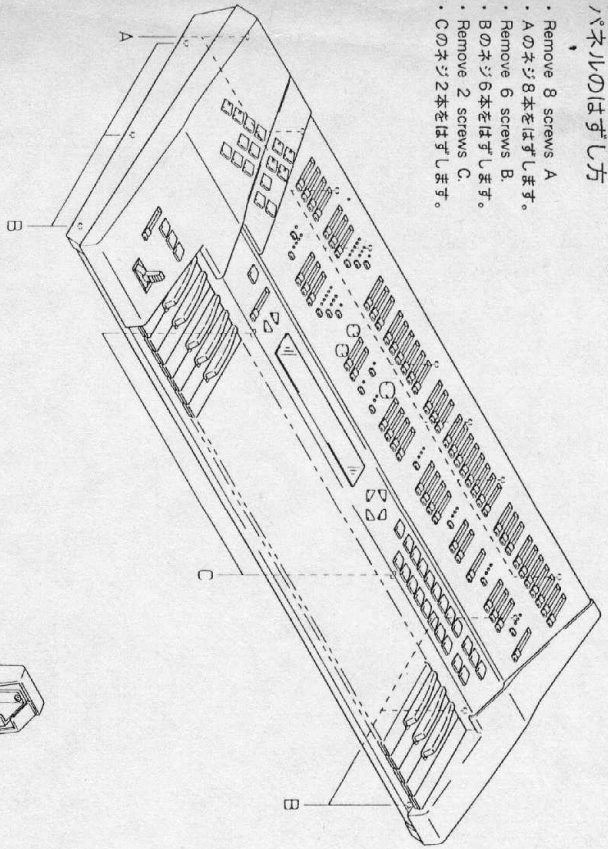 パネルのはずし方
・ Remove 8 screws A
・ Aのネジ8本をはずします。
・ Remove 6 screws B.
・ Bのネジ6本をはずします。
・ Remove 2 screws C.
・ Cのネジ2本をはずします。
A
B
C
B